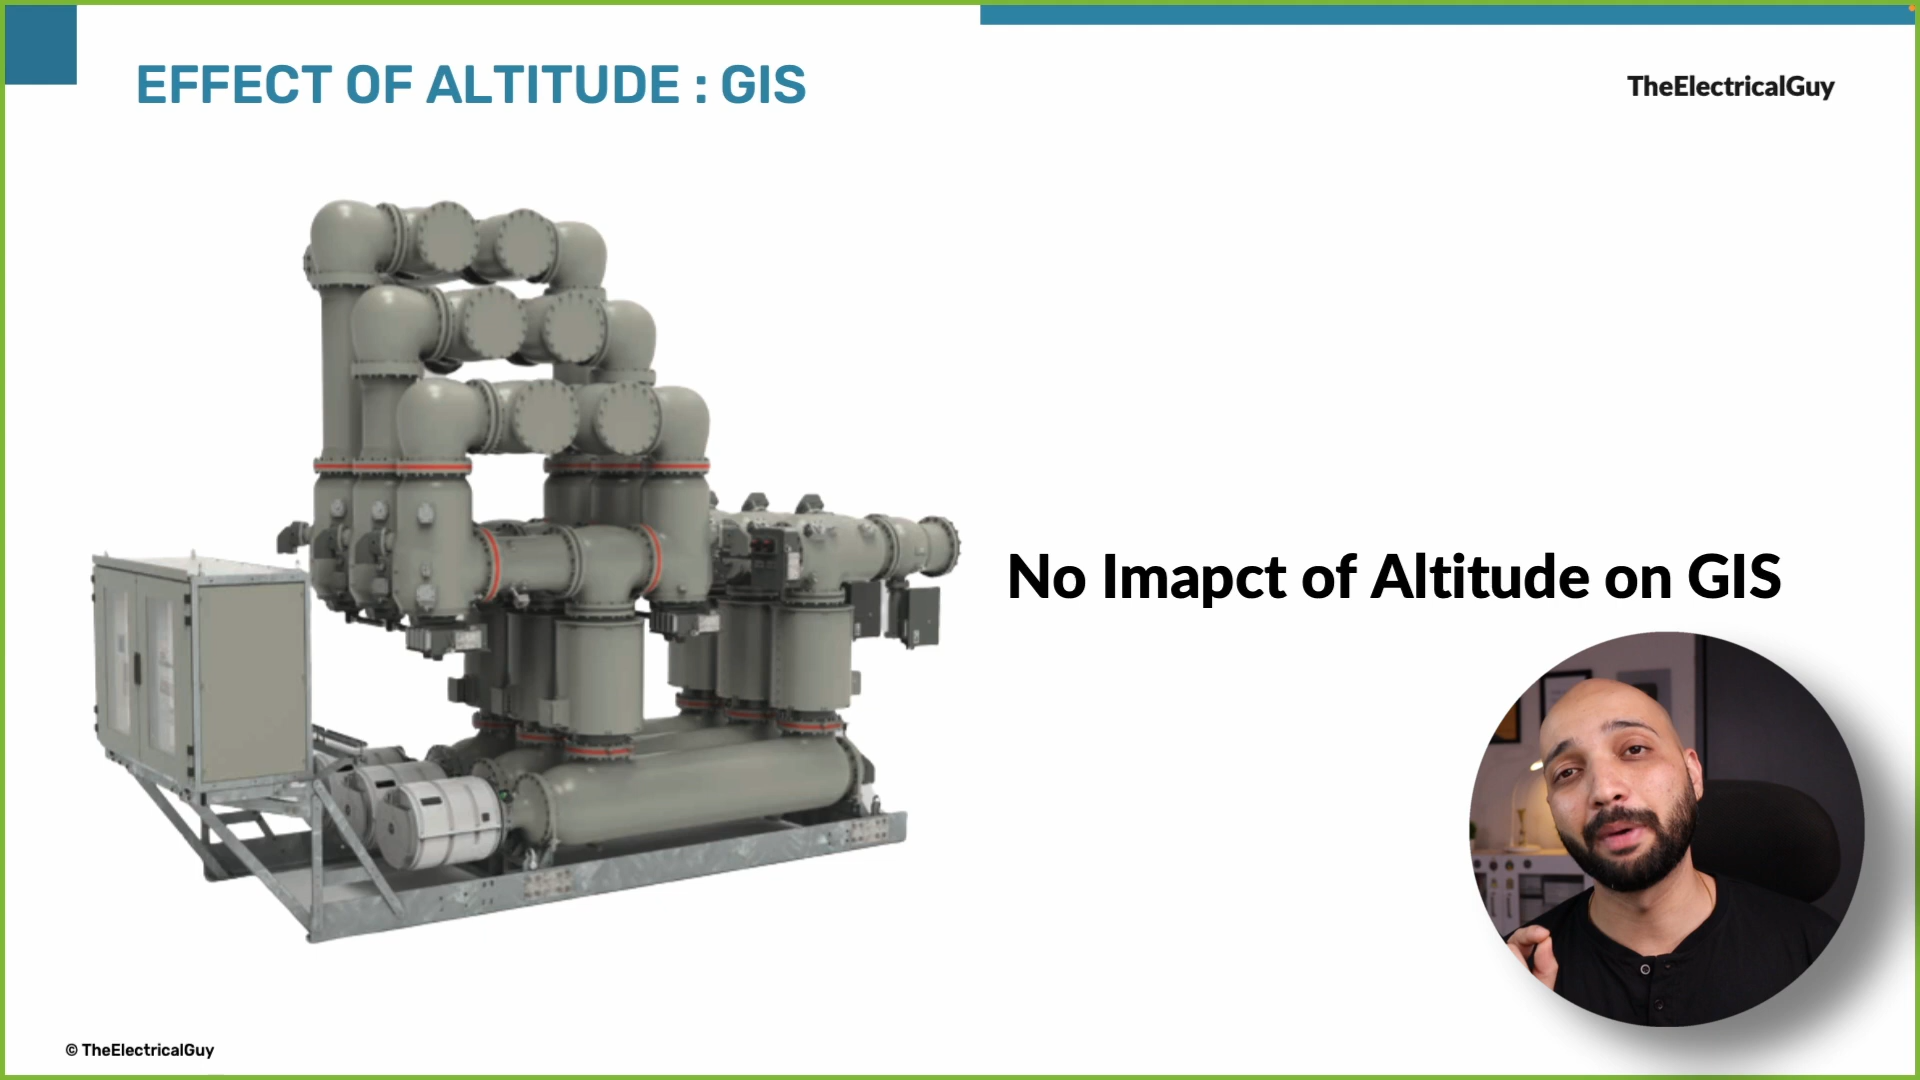 EFFECT OF ALTITUDE : GIS
TheElectricalGuy
No Imapct of Altitude on GIS
© TheElectricalGuy